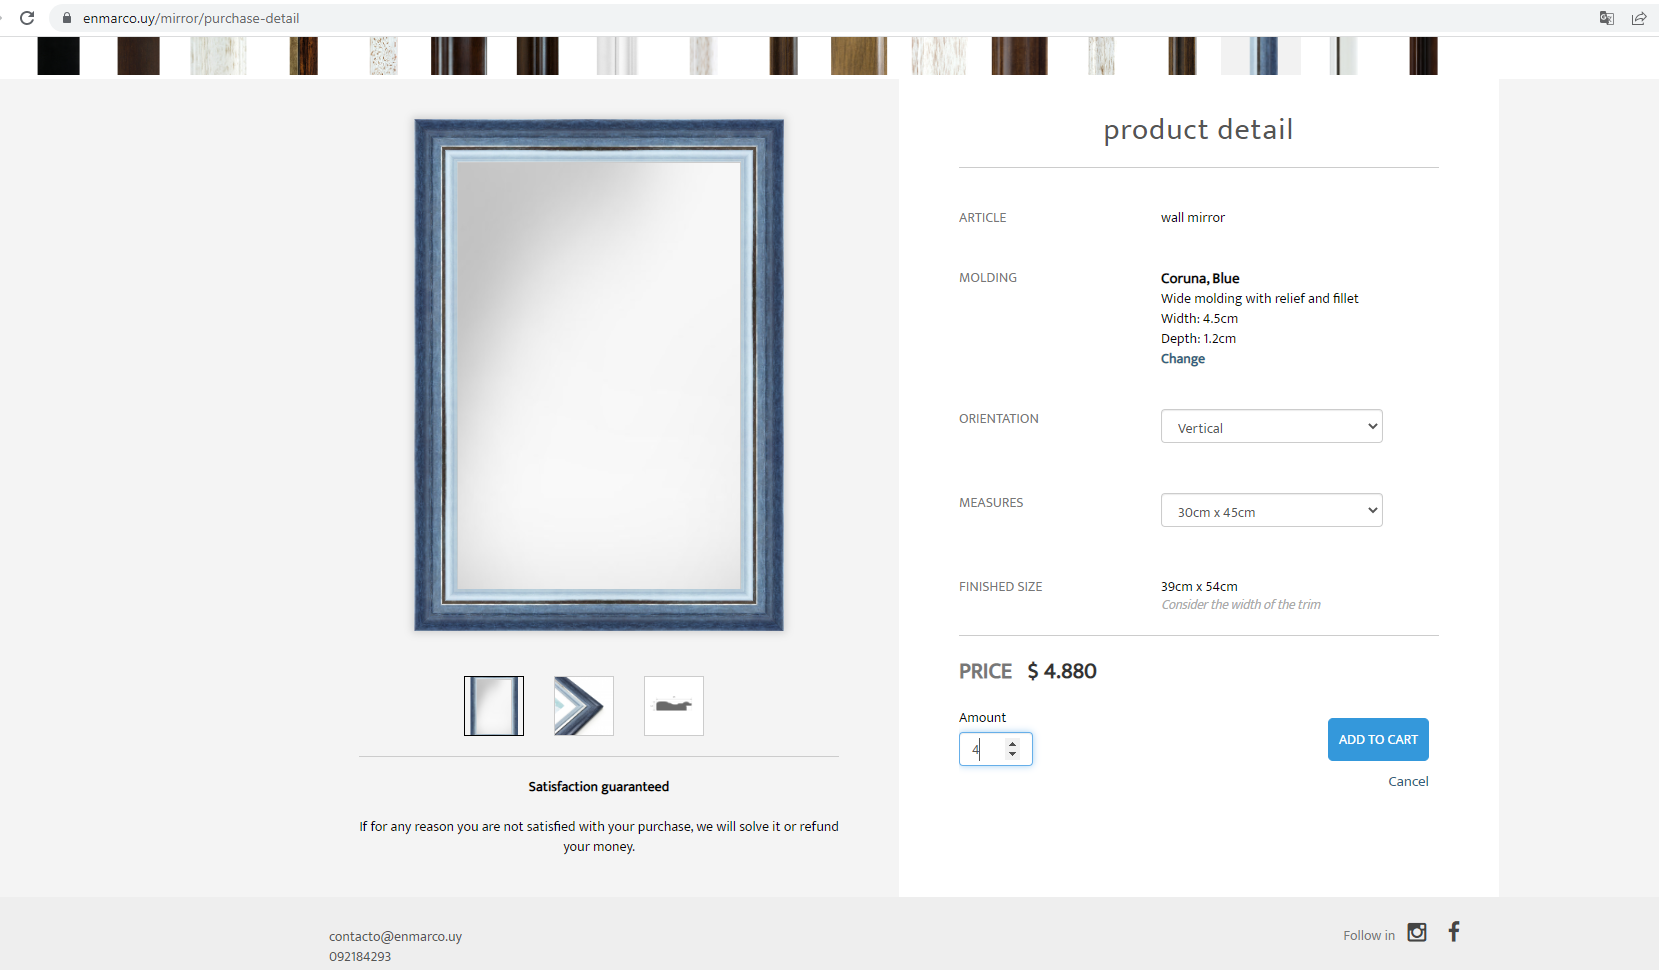 enmarco.uy/mirror/purchase-detail
product detail
ARTICLE
wall mirror
MOLDING
Coruna, Blue
Wide molding with relief and fillet
Width: 4.5cm
Depth: 1.2cm
Change
ORIENTATION
Vertical
MEASURES
30cm x 45cm
FINISHED SIZE
39cm x 54cm
Consider the width of the trim
PRICE $ 4.880
Amount
4
ADD TO CART
Cancel
Satisfaction guaranteed
If for any reason you are not satisfied with your purchase, we will solve it or refund
your money.
contacto@enmarco.uy
092184293
Follow in